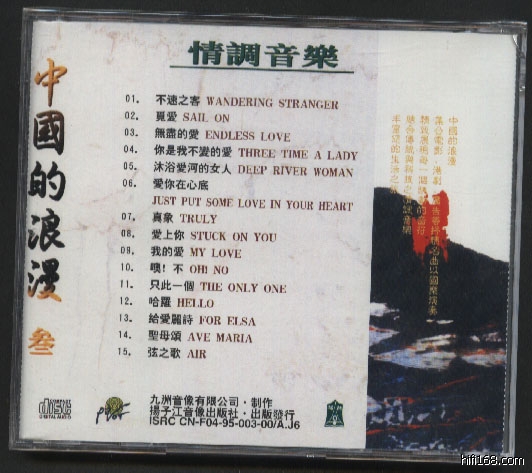 情調音樂
中國的浪漫 叁
01. 不速之客 WANDERING STRANGER
02. 覓愛 SAIL ON
03. 無盡的愛 ENDLESS LOVE
04. 你是我不變的愛 THREE TIME A LADY
05. 沐浴愛河的女人 DEEP RIVER WOMAN
06. 愛你在心底
JUST PUT SOME LOVE IN YOUR HEART
07. 真象 TRULY
08. 愛上你 STUCK ON YOU
09. 我的愛 MY LOVE
10. 噢！不 OH! NO
11. 只此一個 THE ONLY ONE
12. 哈羅 HELLO
13. 給愛麗詩 FOR ELSA
14. 聖母頌 AVE MARIA
15. 弦之歌 AIR
中國的浪漫
COMPACT
disc
DIGITAL AUDIO
九洲音像有限公司·制作
揚子江音像出版社·出版發行
ISRC CN-F04-95-003-00/A.J6
hifi168.com